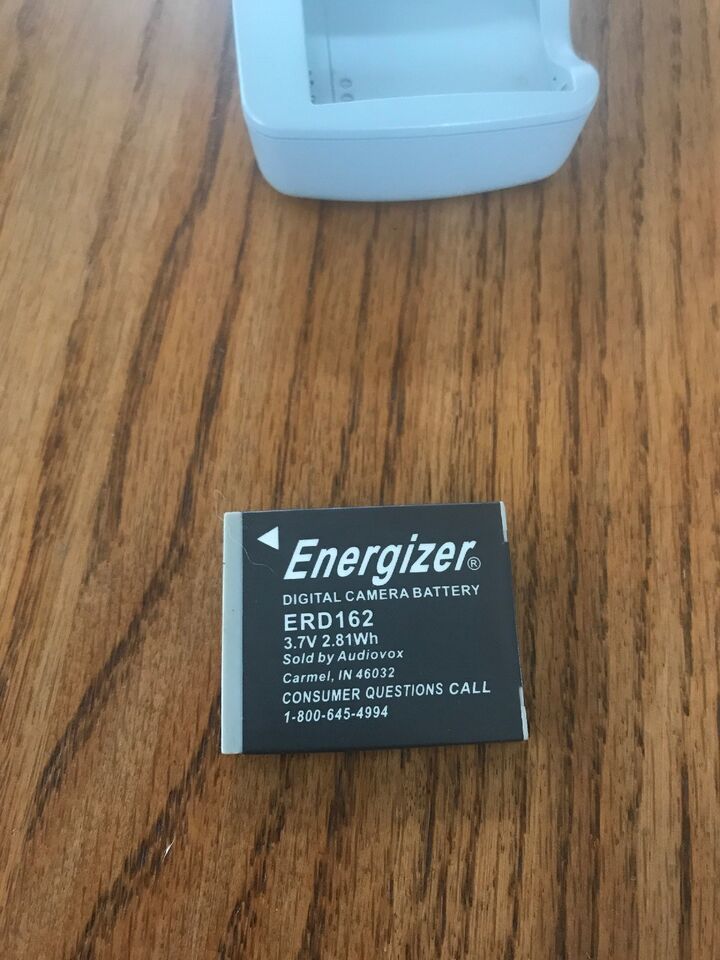 Energizer®
DIGITAL CAMERA BATTERY
ERD162
3.7V 2.81Wh
Sold by Audiovox
Carmel, IN 46032
CONSUMER QUESTIONS CALL
1-800-645-4994